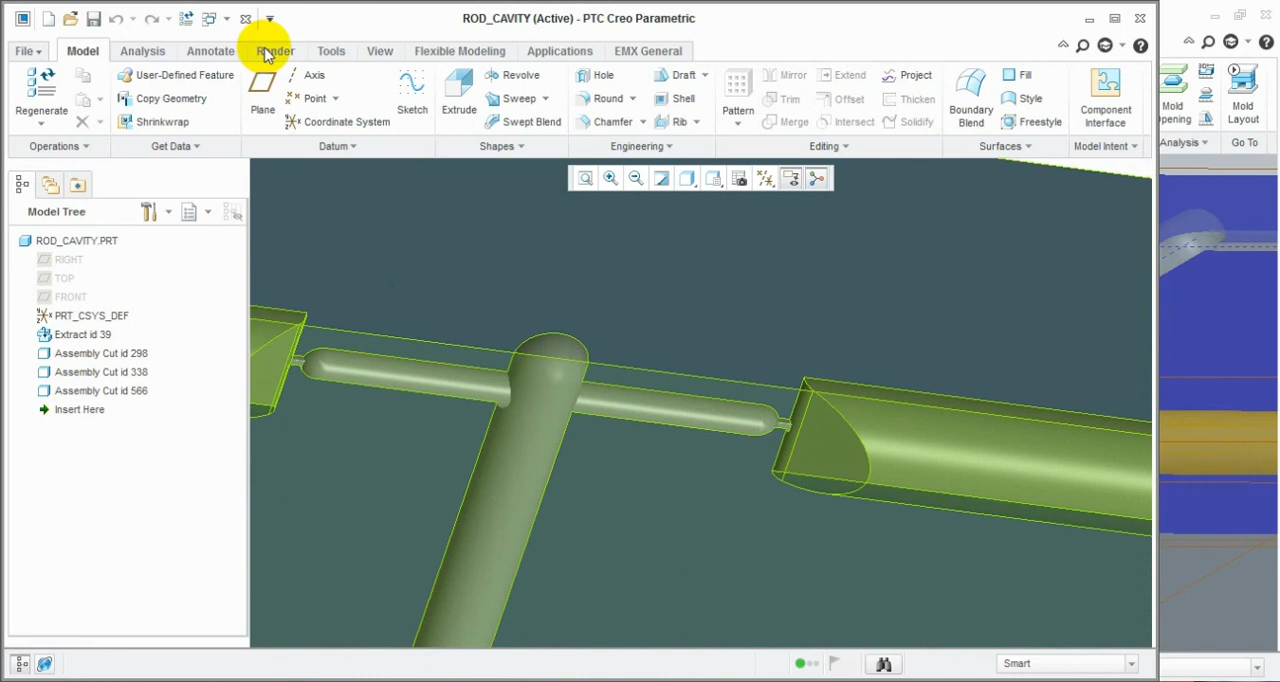 ROD_CAVITY (Active) - PTC Creo Parametric
File Model Analysis Annotate Render Tools View Flexible Modeling Applications EMX General
Regenerate
User-Defined Feature
Copy Geometry
Shrinkwrap
Plane
Axis
Point
Coordinate System
Sketch
Extrude
Revolve
Sweep
Swept Blend
Hole
Round
Chamfer
Draft
Shell
Rib
Pattern
Mirror
Trim
Merge
Extend
Offset
Intersect
Project
Thicken
Solidify
Boundary
Blend
Fill
Style
Freestyle
Component
Interface
Mold
Mold
Layout
Operations Get Data Datum Shapes Engineering Editing Surfaces Model Intent Analysis Go To
Model Tree
ROD_CAVITY.PRT
RIGHT
TOP
FRONT
PRT_CSYS_DEF
Extract id 39
Assembly Cut id 298
Assembly Cut id 338
Assembly Cut id 566
Insert Here
Smart